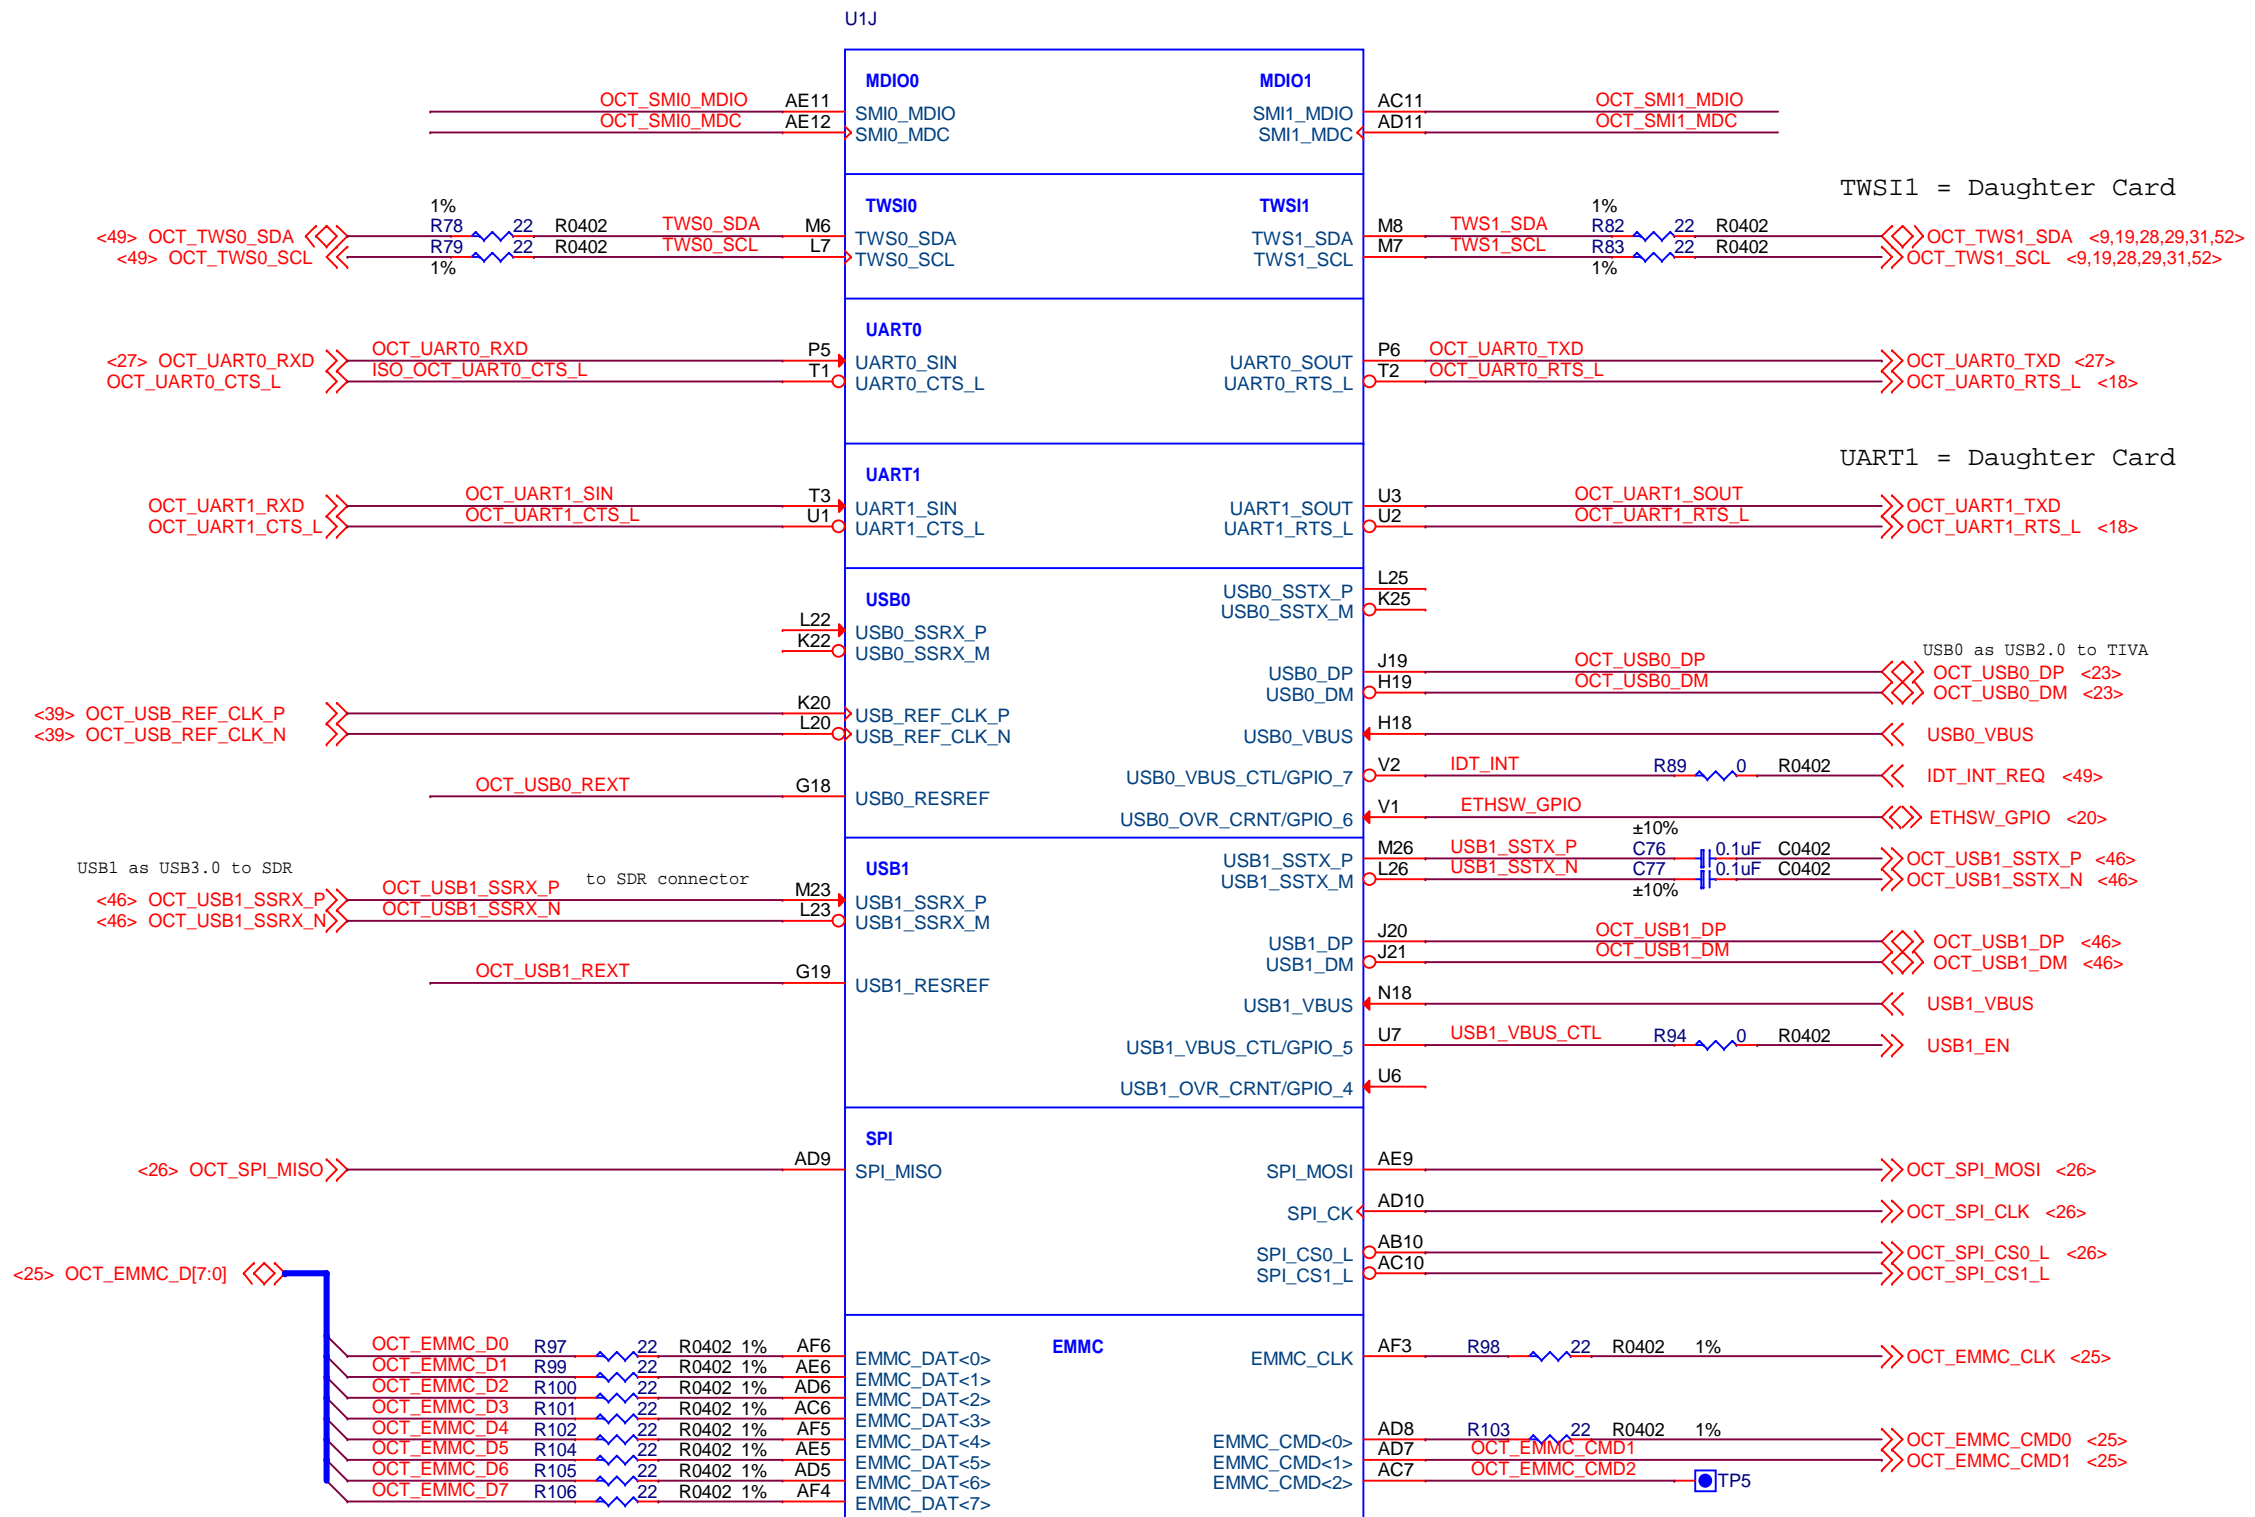 U1J
MDIO0 MDIO1
OCT_SMI0_MDIO AE11 SMI0_MDIO SMI1_MDIO AC11 OCT_SMI1_MDIO
OCT_SMI0_MDC AE12 SMI0_MDC SMI1_MDC AD11 OCT_SMI1_MDC
TWSI1 = Daughter Card
TWSI0 TWSI1
1% 1%
<49> OCT_TWS0_SDA R78 22 R0402 TWS0_SDA M6 TWS0_SDA TWS1_SDA M8 TWS1_SDA R82 22 R0402 OCT_TWS1_SDA <9,19,28,29,31,52>
<49> OCT_TWS0_SCL R79 22 R0402 TWS0_SCL L7 TWS0_SCL TWS1_SCL M7 TWS1_SCL R83 22 R0402 OCT_TWS1_SCL <9,19,28,29,31,52>
1% 1%
UART0
<27> OCT_UART0_RXD OCT_UART0_RXD P5 UART0_SIN UART0_SOUT P6 OCT_UART0_TXD OCT_UART0_TXD <27>
OCT_UART0_CTS_L ISO_OCT_UART0_CTS_L T1 UART0_CTS_L UART0_RTS_L T2 OCT_UART0_RTS_L OCT_UART0_RTS_L <18>
UART1 = Daughter Card
UART1
OCT_UART1_RXD OCT_UART1_SIN T3 UART1_SIN UART1_SOUT U3 OCT_UART1_SOUT OCT_UART1_TXD
OCT_UART1_CTS_L OCT_UART1_CTS_L U1 UART1_CTS_L UART1_RTS_L U2 OCT_UART1_RTS_L OCT_UART1_RTS_L <18>
USB0
USB0_SSTX_P L25
USB0_SSTX_M K25
L22 USB0_SSRX_P
K22 USB0_SSRX_M
USB0 as USB2.0 to TIVA
USB0_DP J19 OCT_USB0_DP OCT_USB0_DP <23>
USB0_DM H19 OCT_USB0_DM OCT_USB0_DM <23>
<39> OCT_USB_REF_CLK_P K20 USB_REF_CLK_P
<39> OCT_USB_REF_CLK_N L20 USB_REF_CLK_N USB0_VBUS H18 USB0_VBUS
USB0_VBUS_CTL/GPIO_7 V2 IDT_INT R89 0 R0402 IDT_INT_REQ <49>
OCT_USB0_REXT G18 USB0_RESREF
USB0_OVR_CRNT/GPIO_6 V1 ETHSW_GPIO ETHSW_GPIO <20>
±10%
USB1
USB1 as USB3.0 to SDR
USB1_SSTX_P M26 USB1_SSTX_P C76 0.1uF C0402 OCT_USB1_SSTX_P <46>
USB1_SSTX_M L26 USB1_SSTX_N C77 0.1uF C0402 OCT_USB1_SSTX_N <46>
±10%
to SDR connector
<46> OCT_USB1_SSRX_P OCT_USB1_SSRX_P M23 USB1_SSRX_P
<46> OCT_USB1_SSRX_N OCT_USB1_SSRX_N L23 USB1_SSRX_M
USB1_DP J20 OCT_USB1_DP OCT_USB1_DP <46>
USB1_DM J21 OCT_USB1_DM OCT_USB1_DM <46>
OCT_USB1_REXT G19 USB1_RESREF
USB1_VBUS N18 USB1_VBUS
USB1_VBUS_CTL/GPIO_5 U7 USB1_VBUS_CTL R94 0 R0402 USB1_EN
USB1_OVR_CRNT/GPIO_4 U6
SPI
<26> OCT_SPI_MISO AD9 SPI_MISO SPI_MOSI AE9 OCT_SPI_MOSI <26>
SPI_CK AD10 OCT_SPI_CLK <26>
SPI_CS0_L AB10 OCT_SPI_CS0_L <26>
SPI_CS1_L AC10 OCT_SPI_CS1_L
<25> OCT_EMMC_D[7:0]
EMMC
OCT_EMMC_D0 R97 22 R0402 1% AF6 EMMC_DAT<0> EMMC_CLK AF3 R98 22 R0402 1% OCT_EMMC_CLK <25>
OCT_EMMC_D1 R99 22 R0402 1% AE6 EMMC_DAT<1>
OCT_EMMC_D2 R100 22 R0402 1% AD6 EMMC_DAT<2>
OCT_EMMC_D3 R101 22 R0402 1% AC6 EMMC_DAT<3>
OCT_EMMC_D4 R102 22 R0402 1% AF5 EMMC_DAT<4> EMMC_CMD<0> AD8 R103 22 R0402 1% OCT_EMMC_CMD0 <25>
OCT_EMMC_D5 R104 22 R0402 1% AE5 EMMC_DAT<5> EMMC_CMD<1> AD7 OCT_EMMC_CMD1 OCT_EMMC_CMD1 <25>
OCT_EMMC_D6 R105 22 R0402 1% AD5 EMMC_DAT<6> EMMC_CMD<2> AC7 OCT_EMMC_CMD2 TP5
OCT_EMMC_D7 R106 22 R0402 1% AF4 EMMC_DAT<7>